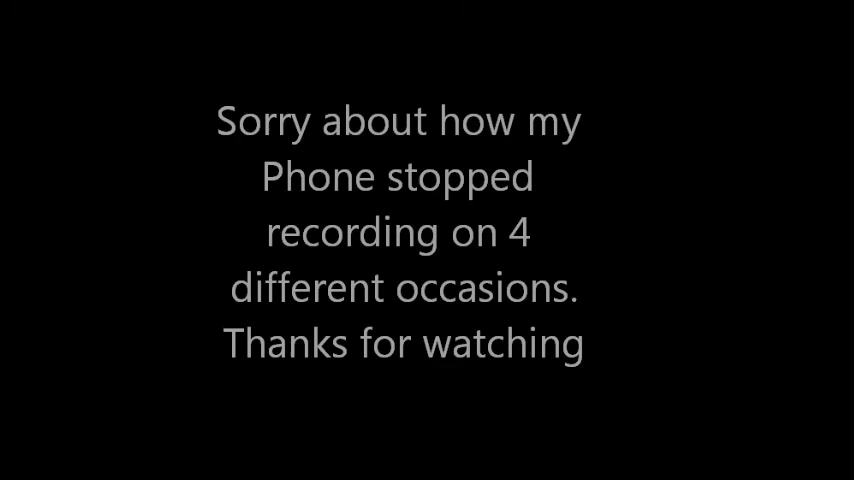 Sorry about how my
Phone stopped
recording on 4
different occasions.
Thanks for watching